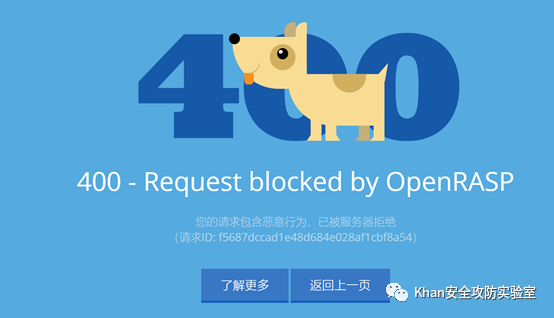 400
400 - Request blocked by OpenRASP
您的请求包含恶意行为，已被服务器拒绝
（请求ID: f5687dccad1e48d684e028af1cbf8a54）
了解更多 返回上一页
Khan安全攻防实验室